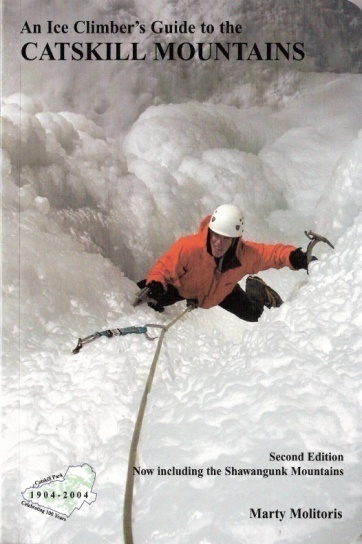 An Ice Climber's Guide to the
CATSKILL MOUNTAINS
Second Edition
Now including the Shawangunk Mountains
Catskill Park
1904-2004
Celebrating 100 Years
Marty Molitoris